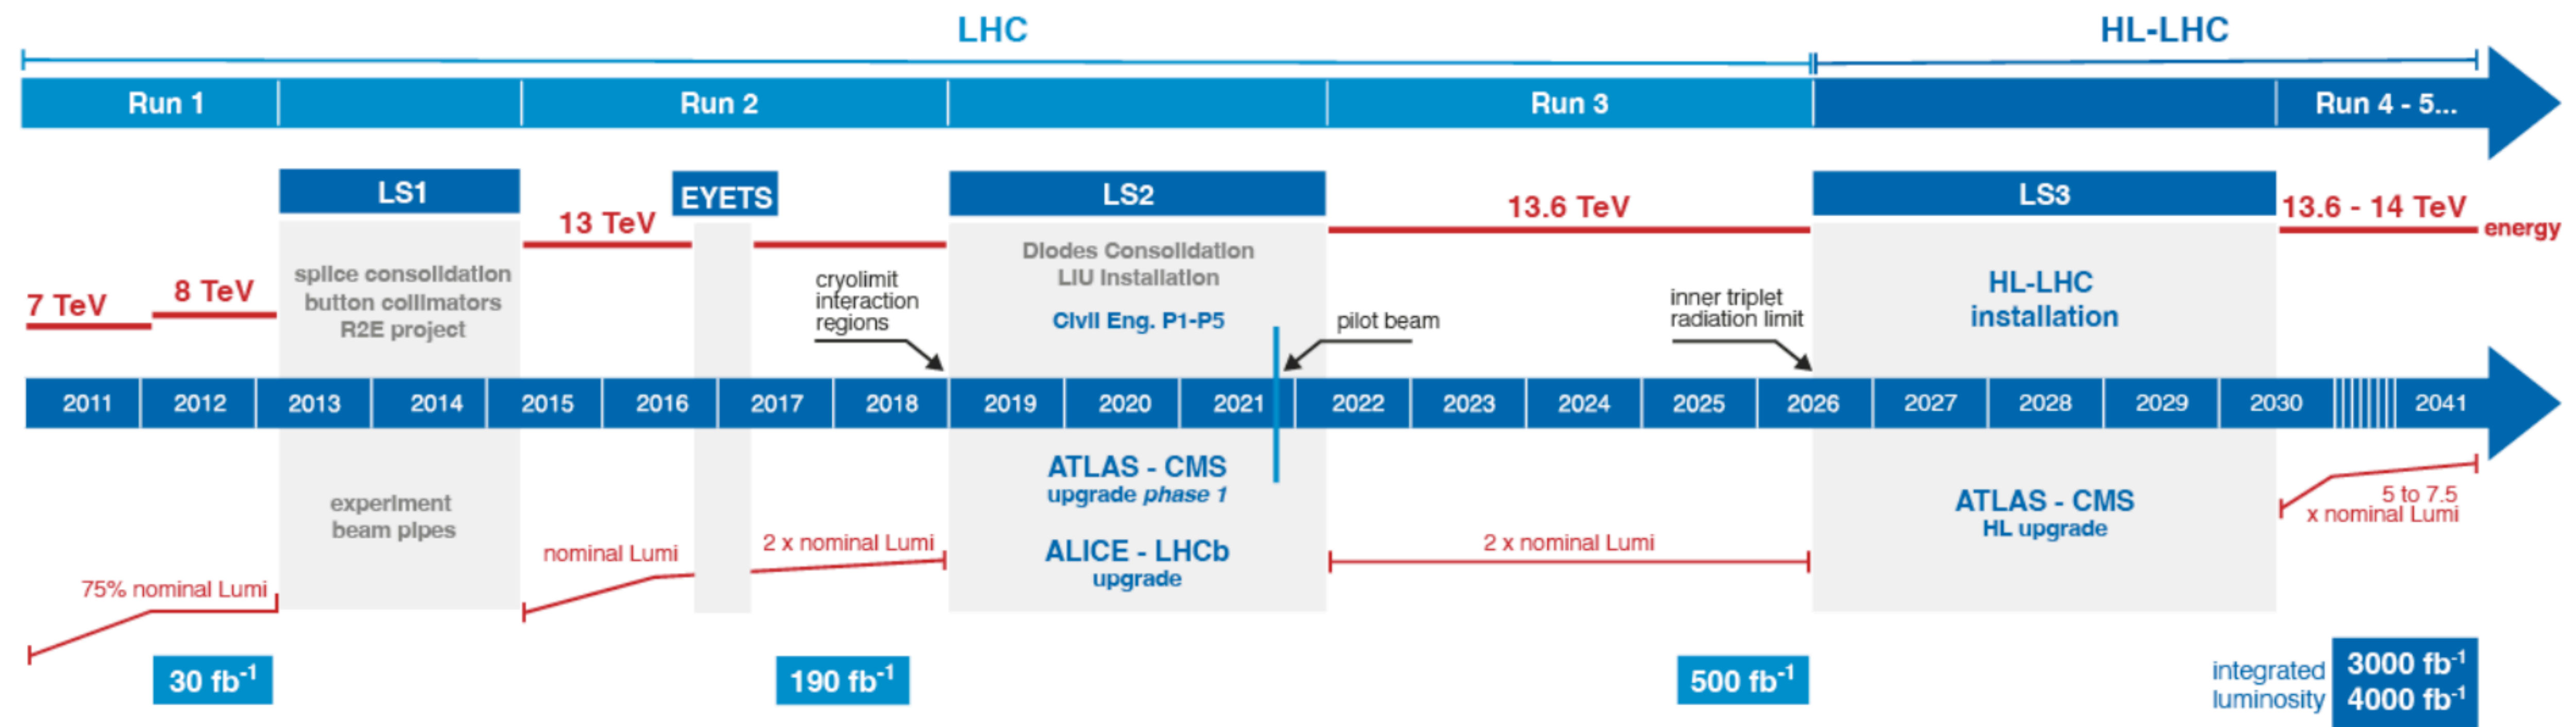 LHC
HL-LHC
Run 1
Run 2
Run 3
Run 4 - 5...
LS1
EYETS
LS2
LS3
13.6 - 14 TeV
energy
13.6 TeV
13 TeV
7 TeV
8 TeV
splice consolidation
button collimators
R2E project
cryolimit
interaction
regions
Diodes Consolidation
LIU Installation
Civil Eng. P1-P5
pilot beam
inner triplet
radiation limit
HL-LHC
installation
2011
2012
2013
2014
2015
2016
2017
2018
2019
2020
2021
2022
2023
2024
2025
2026
2027
2028
2029
2030
2041
experiment
beam pipes
ATLAS - CMS
upgrade phase 1
ALICE - LHCb
upgrade
ATLAS - CMS
HL upgrade
5 to 7.5
x nominal Lumi
75% nominal Lumi
nominal Lumi
2 x nominal Lumi
2 x nominal Lumi
30 fb-1
190 fb-1
500 fb-1
integrated
luminosity
3000 fb-1
4000 fb-1